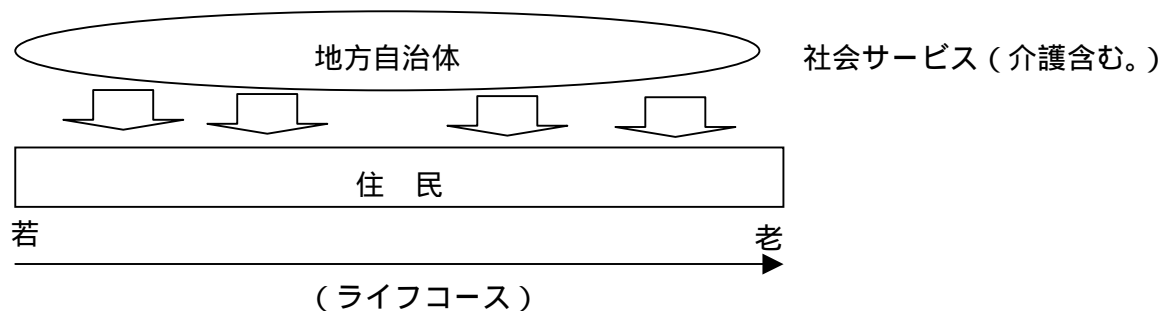 地方自治体 社会サービス（介護含む。）
住　民
若 老
（ライフコース）